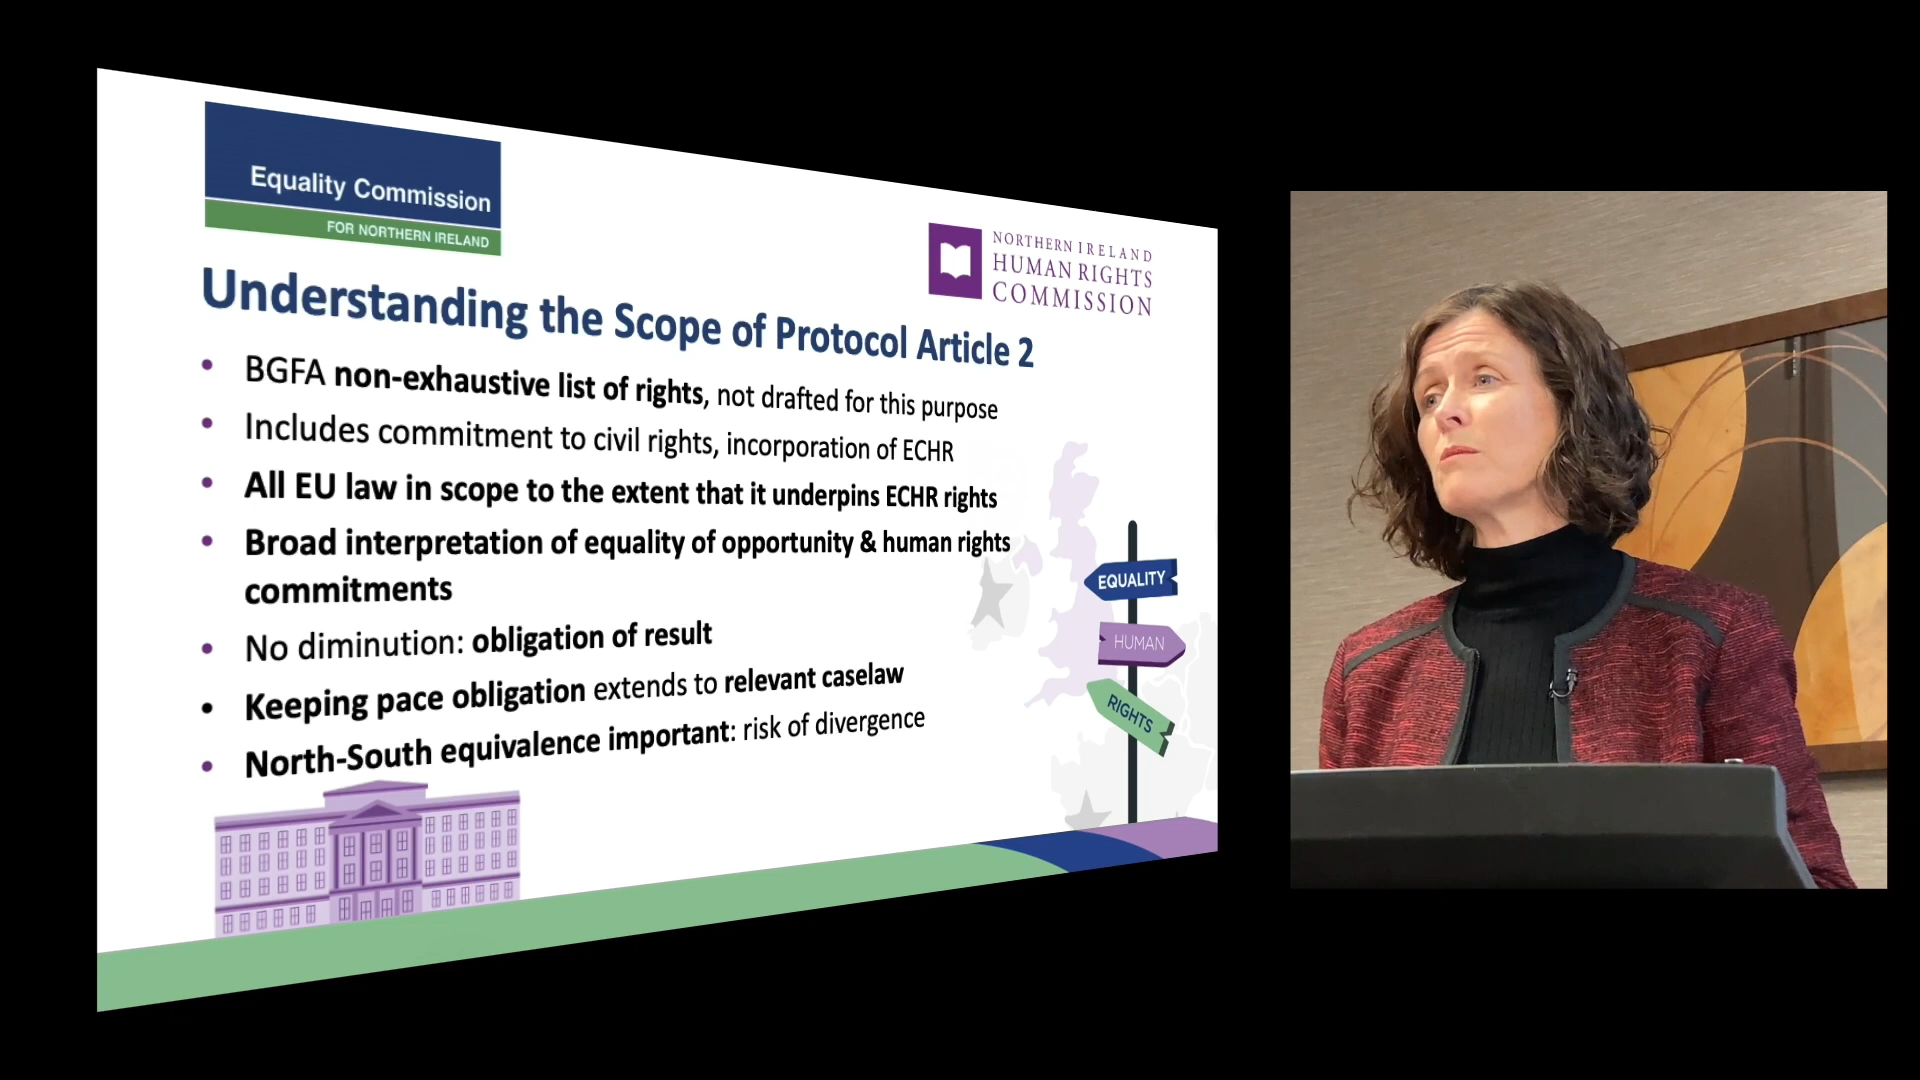 Equality Commission
FOR NORTHERN IRELAND
NORTHERN IRELAND
HUMAN RIGHTS
COMMISSION
Understanding the Scope of Protocol Article 2
• BGFA non-exhaustive list of rights, not drafted for this purpose
• Includes commitment to civil rights, incorporation of ECHR
• All EU law in scope to the extent that it underpins ECHR rights
• Broad interpretation of equality of opportunity & human rights
commitments
• No diminution: obligation of result
• Keeping pace obligation extends to relevant caselaw
• North-South equivalence important: risk of divergence
EQUALITY
HUMAN
RIGHTS